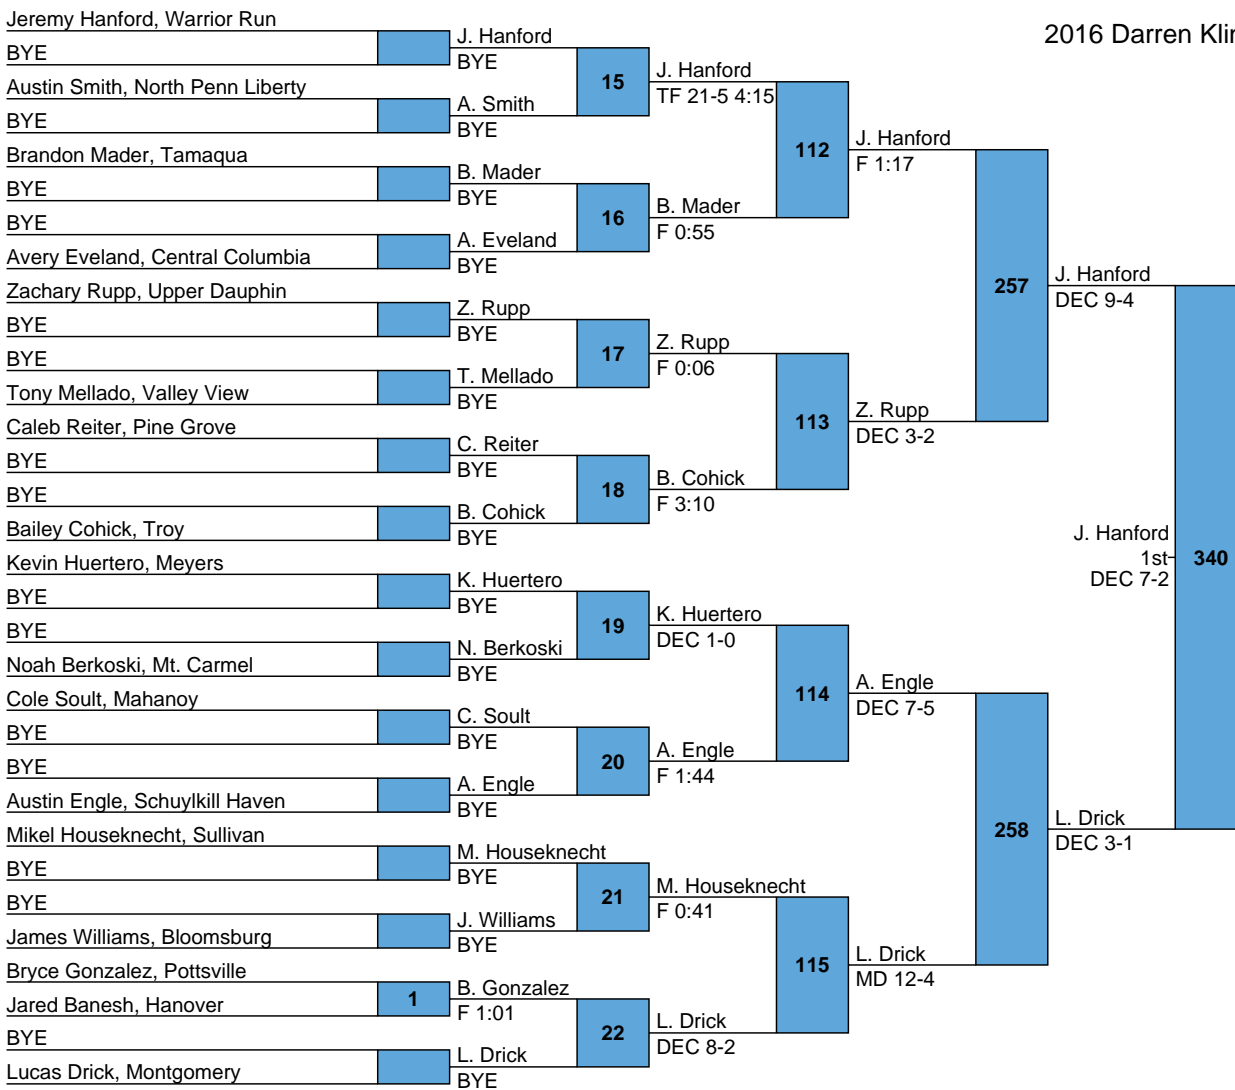 Jeremy Hanford, Warrior Run
BYE
Austin Smith, North Penn Liberty
BYE
Brandon Mader, Tamaqua
BYE
BYE
Avery Eveland, Central Columbia
Zachary Rupp, Upper Dauphin
BYE
BYE
Tony Mellado, Valley View
Caleb Reiter, Pine Grove
BYE
BYE
Bailey Cohick, Troy
Kevin Huertero, Meyers
BYE
BYE
Noah Berkoski, Mt. Carmel
Cole Soult, Mahanoy
BYE
BYE
Austin Engle, Schuylkill Haven
Mikel Houseknecht, Sullivan
BYE
BYE
James Williams, Bloomsburg
Bryce Gonzalez, Pottsville
Jared Banesh, Hanover
BYE
Lucas Drick, Montgomery
1
J. Hanford
BYE
A. Smith
BYE
B. Mader
BYE
A. Eveland
BYE
Z. Rupp
BYE
T. Mellado
BYE
C. Reiter
BYE
B. Cohick
BYE
K. Huertero
BYE
N. Berkoski
BYE
C. Soult
BYE
A. Engle
BYE
M. Houseknecht
BYE
J. Williams
BYE
B. Gonzalez
F 1:01
L. Drick
BYE
15
16
17
18
19
20
21
22
J. Hanford
TF 21-5 4:15
B. Mader
F 0:55
Z. Rupp
F 0:06
B. Cohick
F 3:10
K. Huertero
DEC 1-0
A. Engle
F 1:44
M. Houseknecht
F 0:41
L. Drick
DEC 8-2
112
113
114
115
J. Hanford
F 1:17
Z. Rupp
DEC 3-2
A. Engle
DEC 7-5
L. Drick
MD 12-4
257
258
2016 Darren Klin
J. Hanford
DEC 9-4
L. Drick
DEC 3-1
J. Hanford
1st
DEC 7-2
340